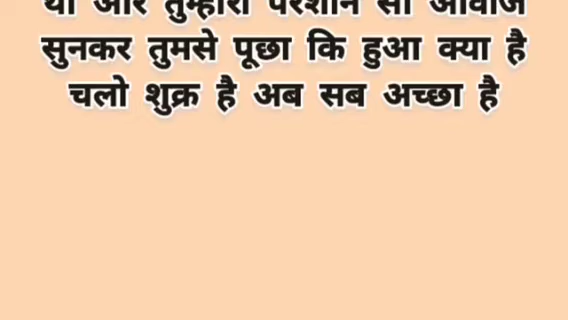 था और तुम्हारी परेशान सी आवाज
सुनकर तुमसे पूछा कि हुआ क्या है
चलो शुक्र है अब सब अच्छा है